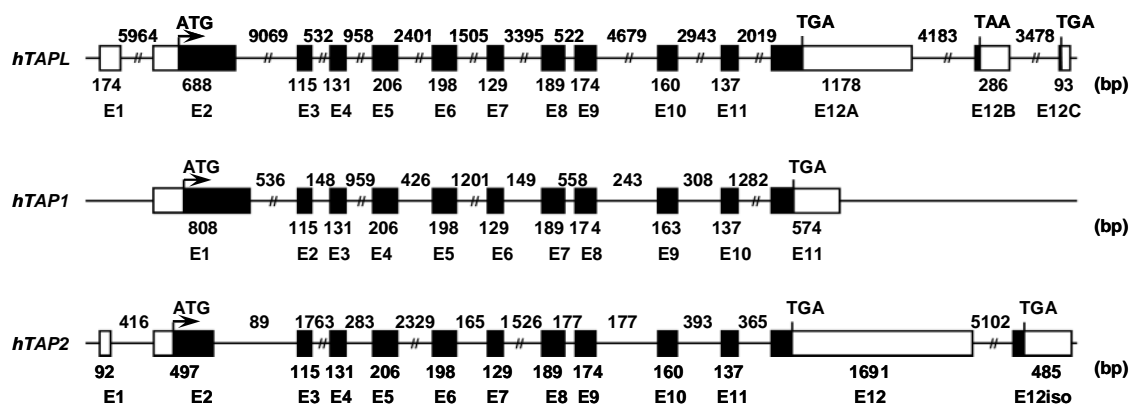 5964 ATG 9069 532 958 2401 1505 3395 522 4679 2943 2019 TGA 4183 TAA 3478 TGA
hTAPL
174 688 115 131 206 198 129 189 174 160 137 1178 286 93 (bp)
E1 E2 E3 E4 E5 E6 E7 E8 E9 E10 E11 E12A E12B E12C
ATG 536 148 959 426 1201 149 558 243 308 1282 TGA
hTAP1
808 115 131 206 198 129 189 174 163 137 574 (bp)
E1 E2 E3 E4 E5 E6 E7 E8 E9 E10 E11
416 ATG 89 1763 283 2329 165 1526 177 177 393 365 TGA 5102 TGA
hTAP2
92 497 115 131 206 198 129 189 174 160 137 1691 485 (bp)
E1 E2 E3 E4 E5 E6 E7 E8 E9 E10 E11 E12 E12iso